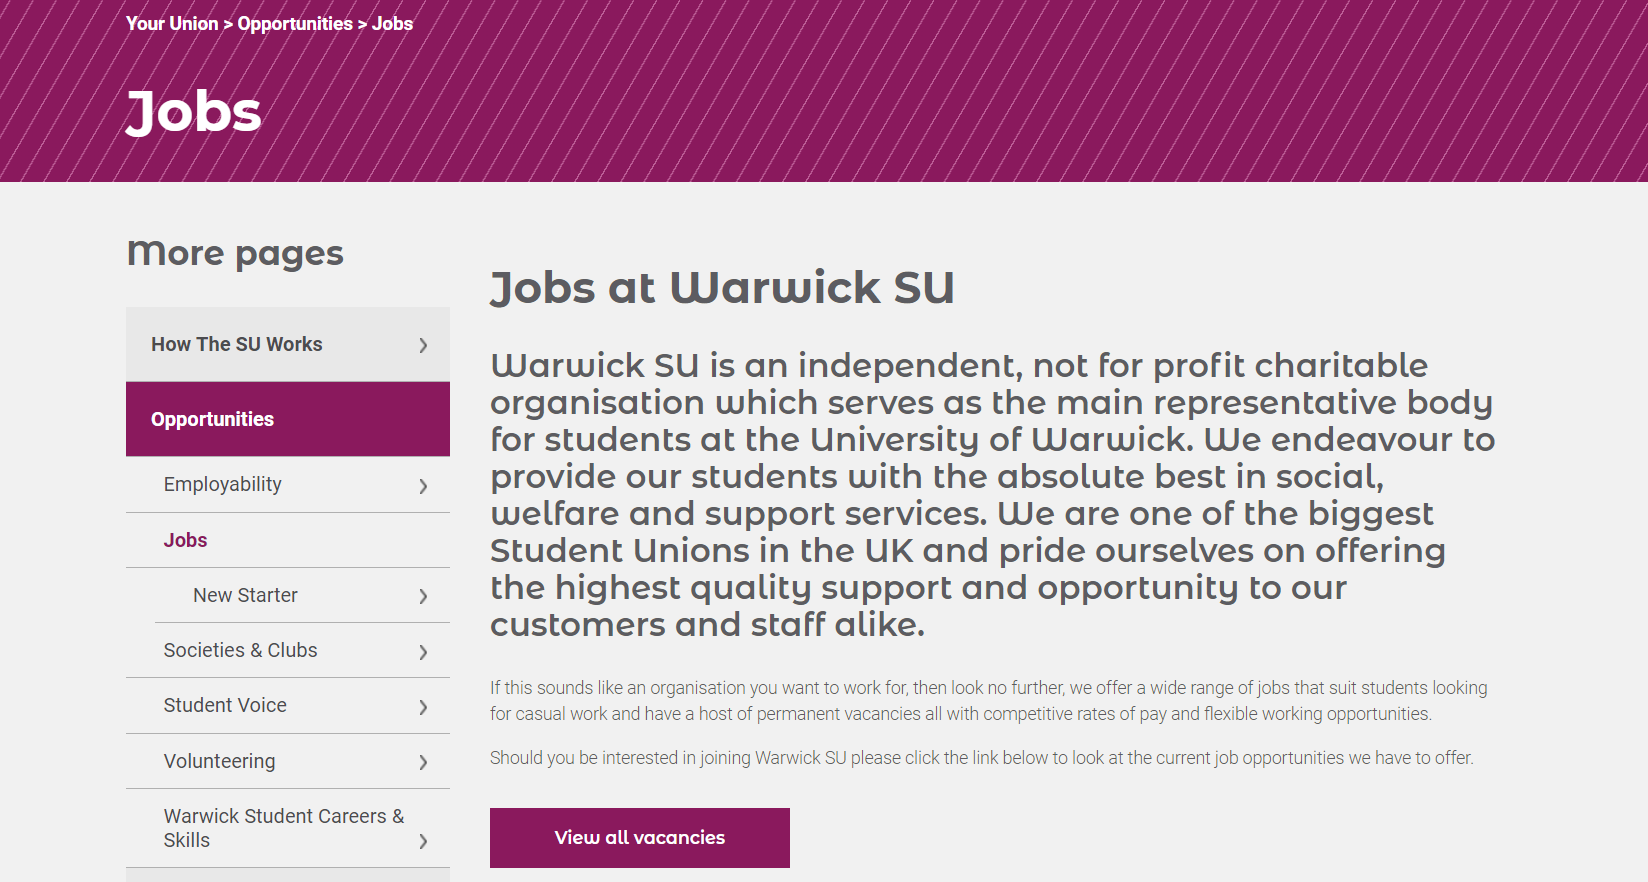 Your Union > Opportunities > Jobs
Jobs
More pages
How The SU Works
Opportunities
Employability
Jobs
New Starter
Societies & Clubs
Student Voice
Volunteering
Warwick Student Careers &
Skills
Jobs at Warwick SU
Warwick SU is an independent, not for profit charitable
organisation which serves as the main representative body
for students at the University of Warwick. We endeavour to
provide our students with the absolute best in social,
welfare and support services. We are one of the biggest
Student Unions in the UK and pride ourselves on offering
the highest quality support and opportunity to our
customers and staff alike.
If this sounds like an organisation you want to work for, then look no further, we offer a wide range of jobs that suit students looking
for casual work and have a host of permanent vacancies all with competitive rates of pay and flexible working opportunities.
Should you be interested in joining Warwick SU please click the link below to look at the current job opportunities we have to offer.
View all vacancies